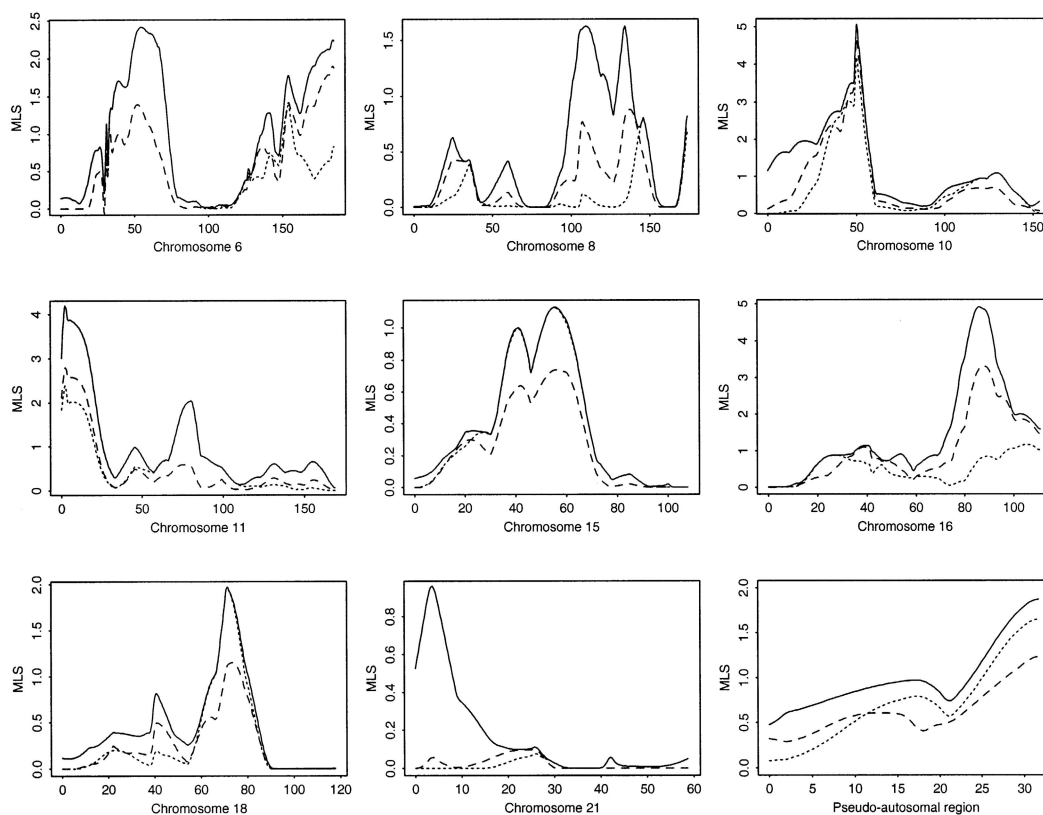 MLS
0.0 0.5 1.0 1.5 2.0 2.5
0 50 100 150
Chromosome 6
MLS
0.0 0.5 1.0 1.5
0 50 100 150
Chromosome 8
MLS
0 1 2 3 4 5
0 50 100 150
Chromosome 10
MLS
0 1 2 3 4
0 50 100 150
Chromosome 11
MLS
0.0 0.2 0.4 0.6 0.8 1.0
0 20 40 60 80 100
Chromosome 15
MLS
0 1 2 3 4 5
0 20 40 60 80 100
Chromosome 16
MLS
0.0 0.5 1.0 1.5 2.0
0 20 40 60 80 100 120
Chromosome 18
MLS
0.0 0.2 0.4 0.6 0.8
0 10 20 30 40 50 60
Chromosome 21
MLS
0.0 0.5 1.0 1.5 2.0
0 5 10 15 20 25 30
Pseudo-autosomal region